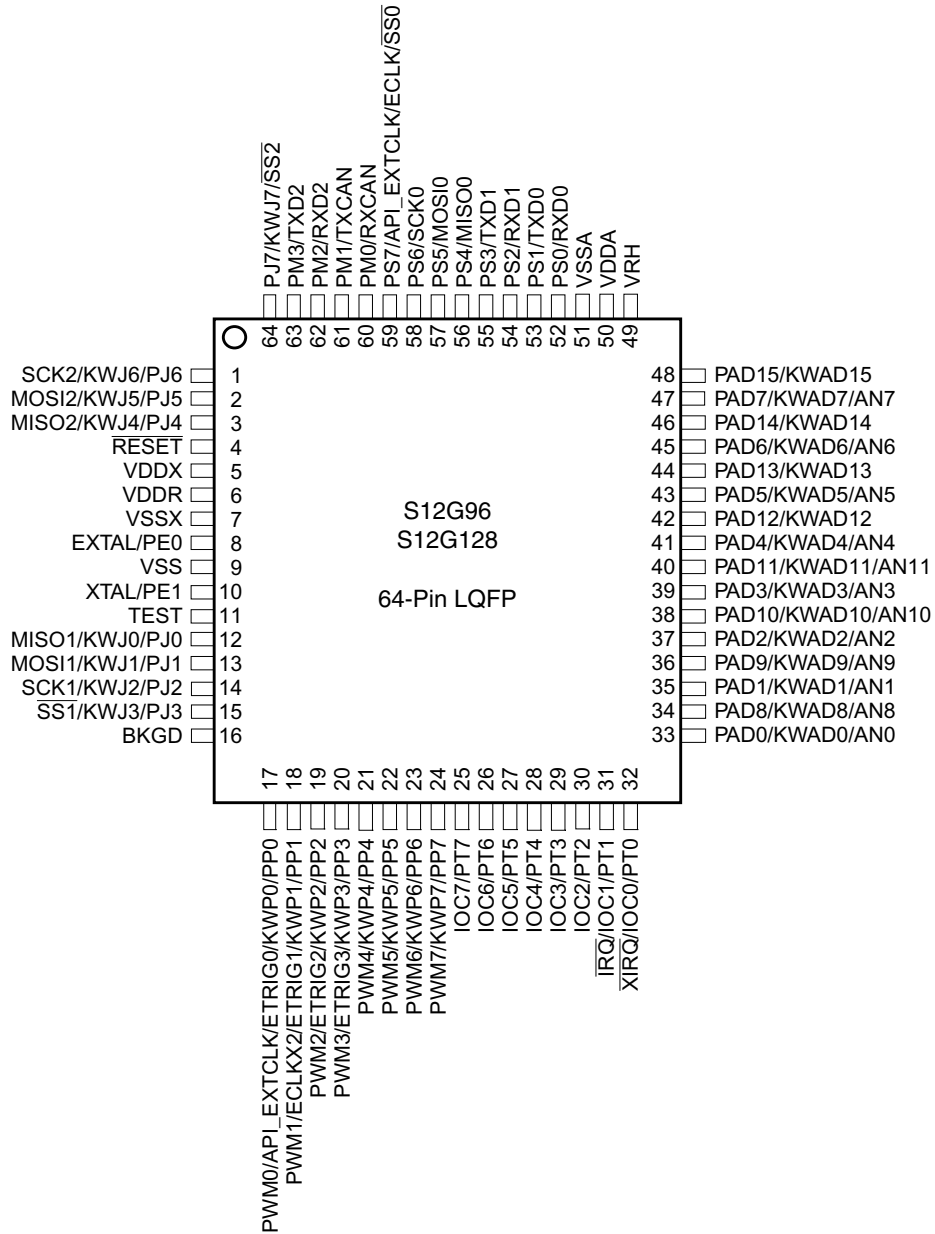 PJ7/KWJ7/SS2
PM3/TXD2
PM2/RXD2
PM1/TXCAN
PM0/RXCAN
PS7/API_EXTCLK/ECLK/SS0
PS6/SCK0
PS5/MOSI0
PS4/MISO0
PS3/TXD1
PS2/RXD1
PS1/TXD0
PS0/RXD0
VSSA
VDDA
VRH
64
63
62
61
60
59
58
57
56
55
54
53
52
51
50
49
SCK2/KWJ6/PJ6 1
MOSI2/KWJ5/PJ5 2
MISO2/KWJ4/PJ4 3
RESET 4
VDDX 5
VDDR 6
VSSX 7
EXTAL/PE0 8
VSS 9
XTAL/PE1 10
TEST 11
MISO1/KWJ0/PJ0 12
MOSI1/KWJ1/PJ1 13
SCK1/KWJ2/PJ2 14
SS1/KWJ3/PJ3 15
BKGD 16
S12G96
S12G128
64-Pin LQFP
48 PAD15/KWAD15
47 PAD7/KWAD7/AN7
46 PAD14/KWAD14
45 PAD6/KWAD6/AN6
44 PAD13/KWAD13
43 PAD5/KWAD5/AN5
42 PAD12/KWAD12
41 PAD4/KWAD4/AN4
40 PAD11/KWAD11/AN11
39 PAD3/KWAD3/AN3
38 PAD10/KWAD10/AN10
37 PAD2/KWAD2/AN2
36 PAD9/KWAD9/AN9
35 PAD1/KWAD1/AN1
34 PAD8/KWAD8/AN8
33 PAD0/KWAD0/AN0
17
18
19
20
21
22
23
24
25
26
27
28
29
30
31
32
PWM0/API_EXTCLK/ETRIG0/KWP0/PP0
PWM1/ECLKX2/ETRIG1/KWP1/PP1
PWM2/ETRIG2/KWP2/PP2
PWM3/ETRIG3/KWP3/PP3
PWM4/KWP4/PP4
PWM5/KWP5/PP5
PWM6/KWP6/PP6
PWM7/KWP7/PP7
IOC7/PT7
IOC6/PT6
IOC5/PT5
IOC4/PT4
IOC3/PT3
IOC2/PT2
IRQ/IOC1/PT1
XIRQ/IOC0/PT0